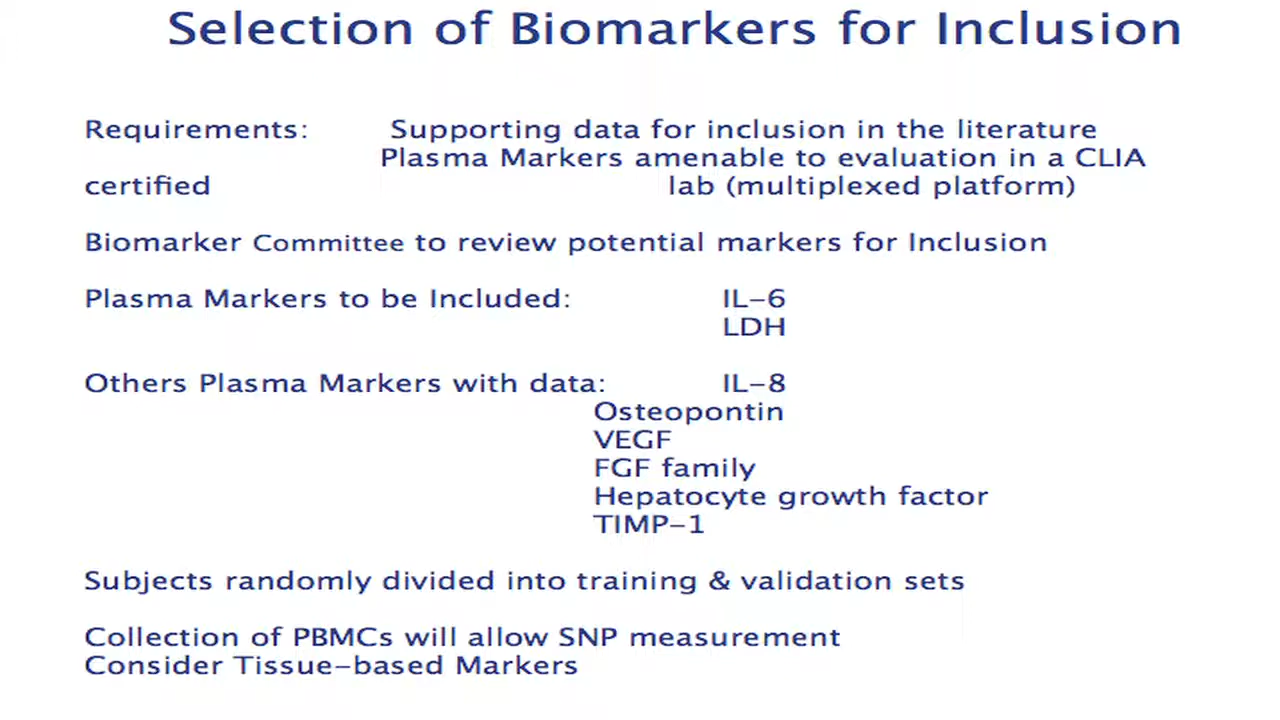 Selection of Biomarkers for Inclusion
Requirements: Supporting data for inclusion in the literature
Plasma Markers amenable to evaluation in a CLIA
certified lab (multiplexed platform)
Biomarker Committee to review potential markers for Inclusion
Plasma Markers to be Included: IL-6
LDH
Others Plasma Markers with data: IL-8
Osteopontin
VEGF
FGF family
Hepatocyte growth factor
TIMP-1
Subjects randomly divided into training & validation sets
Collection of PBMCs will allow SNP measurement
Consider Tissue-based Markers